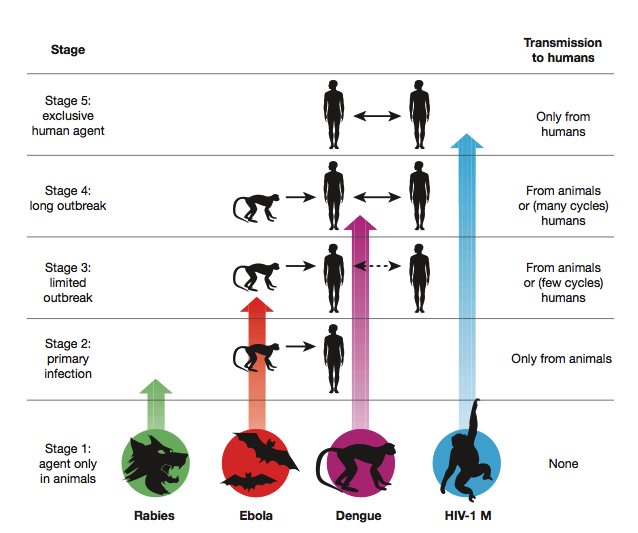 Stage
Transmission
to humans
Stage 5:
exclusive
human agent
Only from
humans
Stage 4:
long outbreak
From animals
or (many cycles)
humans
Stage 3:
limited
outbreak
From animals
or (few cycles)
humans
Stage 2:
primary
infection
Only from animals
Stage 1:
agent only
in animals
None
Rabies
Ebola
Dengue
HIV-1 M